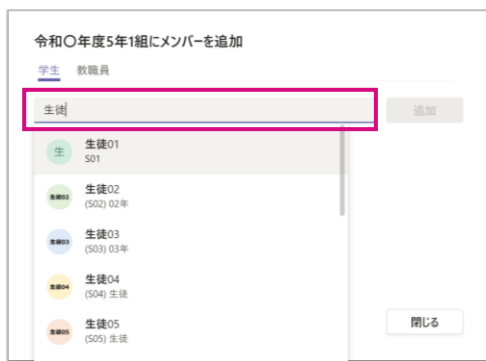 令和〇年度5年1組にメンバーを追加
学生 教職員
生徒 追加
生 生徒01
S01
生徒02 生徒02
(S02) 02年
生徒03 生徒03
(S03) 03年
生徒04 生徒04
(S04) 生徒
生徒05 生徒05
(S05) 生徒
閉じる